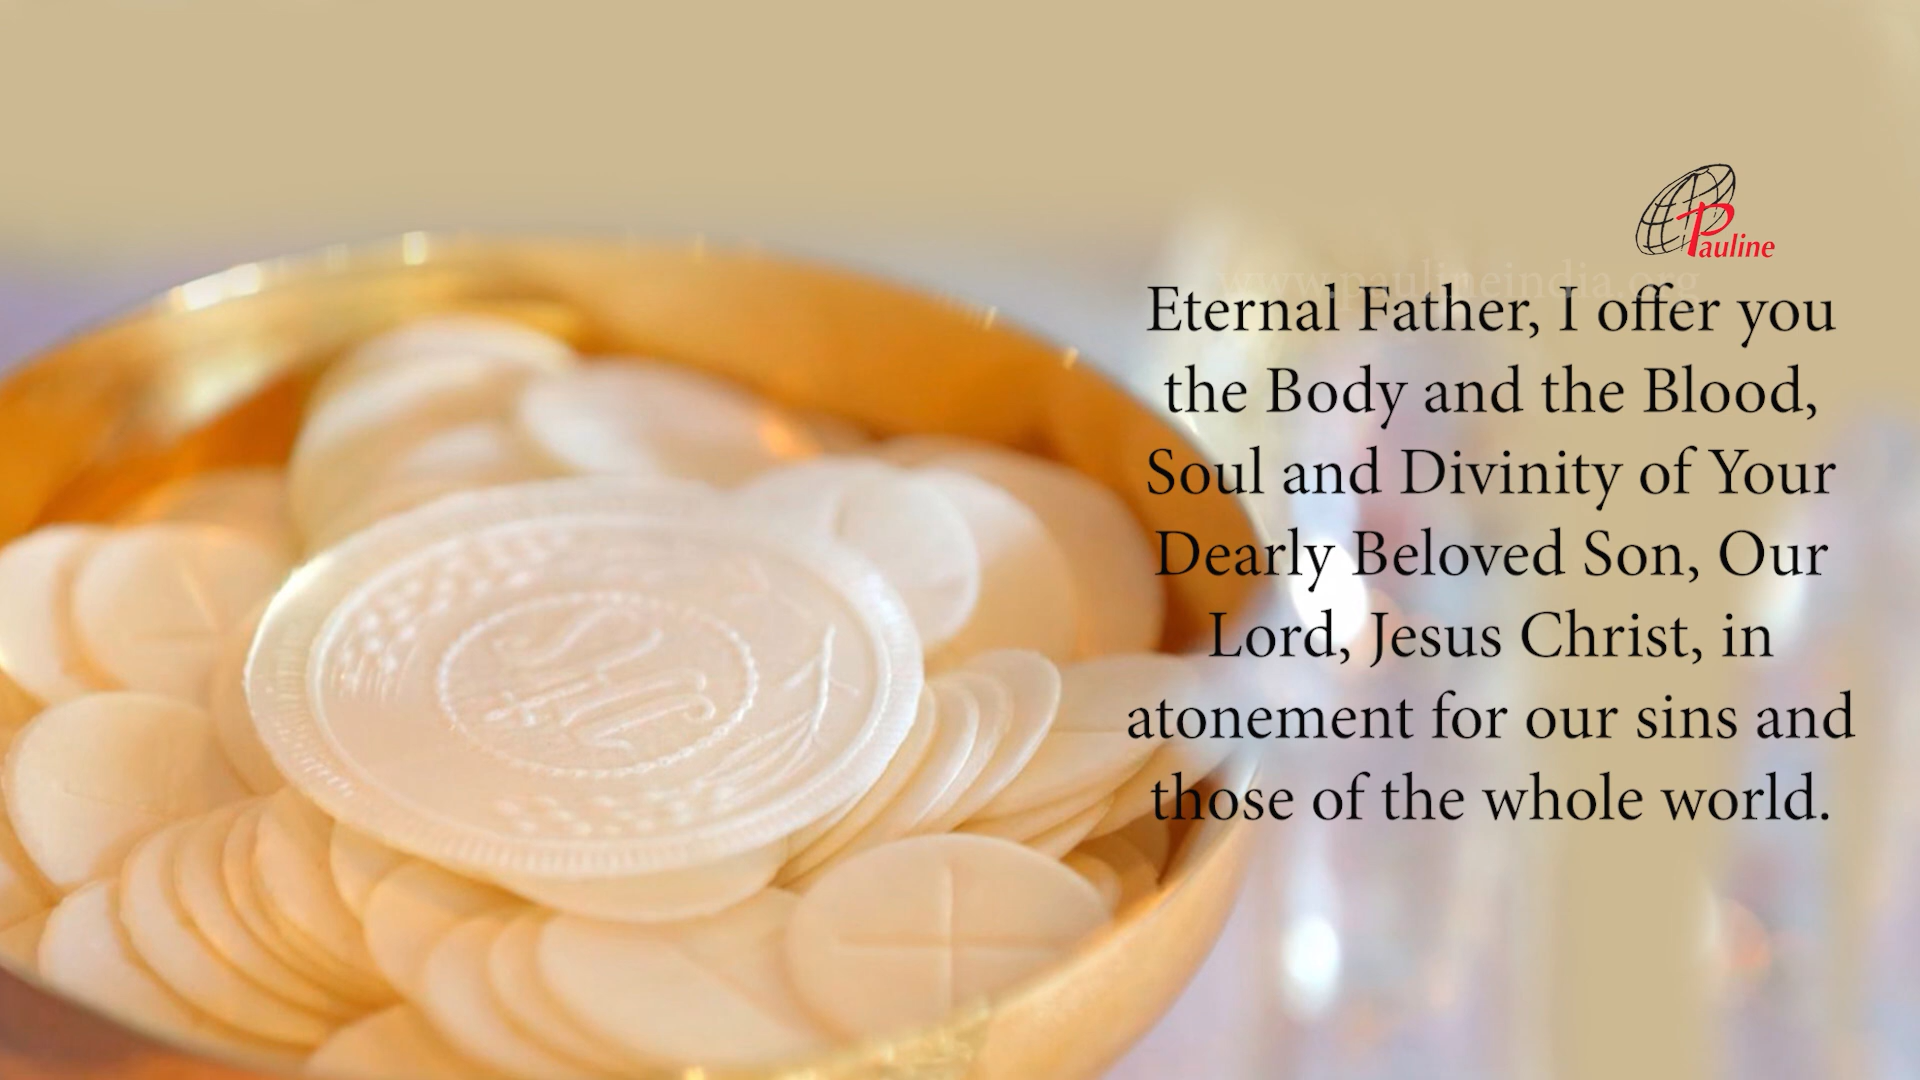 Pauline
www.paulineindia.org
Eternal Father, I offer you
the Body and the Blood,
Soul and Divinity of Your
Dearly Beloved Son, Our
Lord, Jesus Christ, in
atonement for our sins and
those of the whole world.